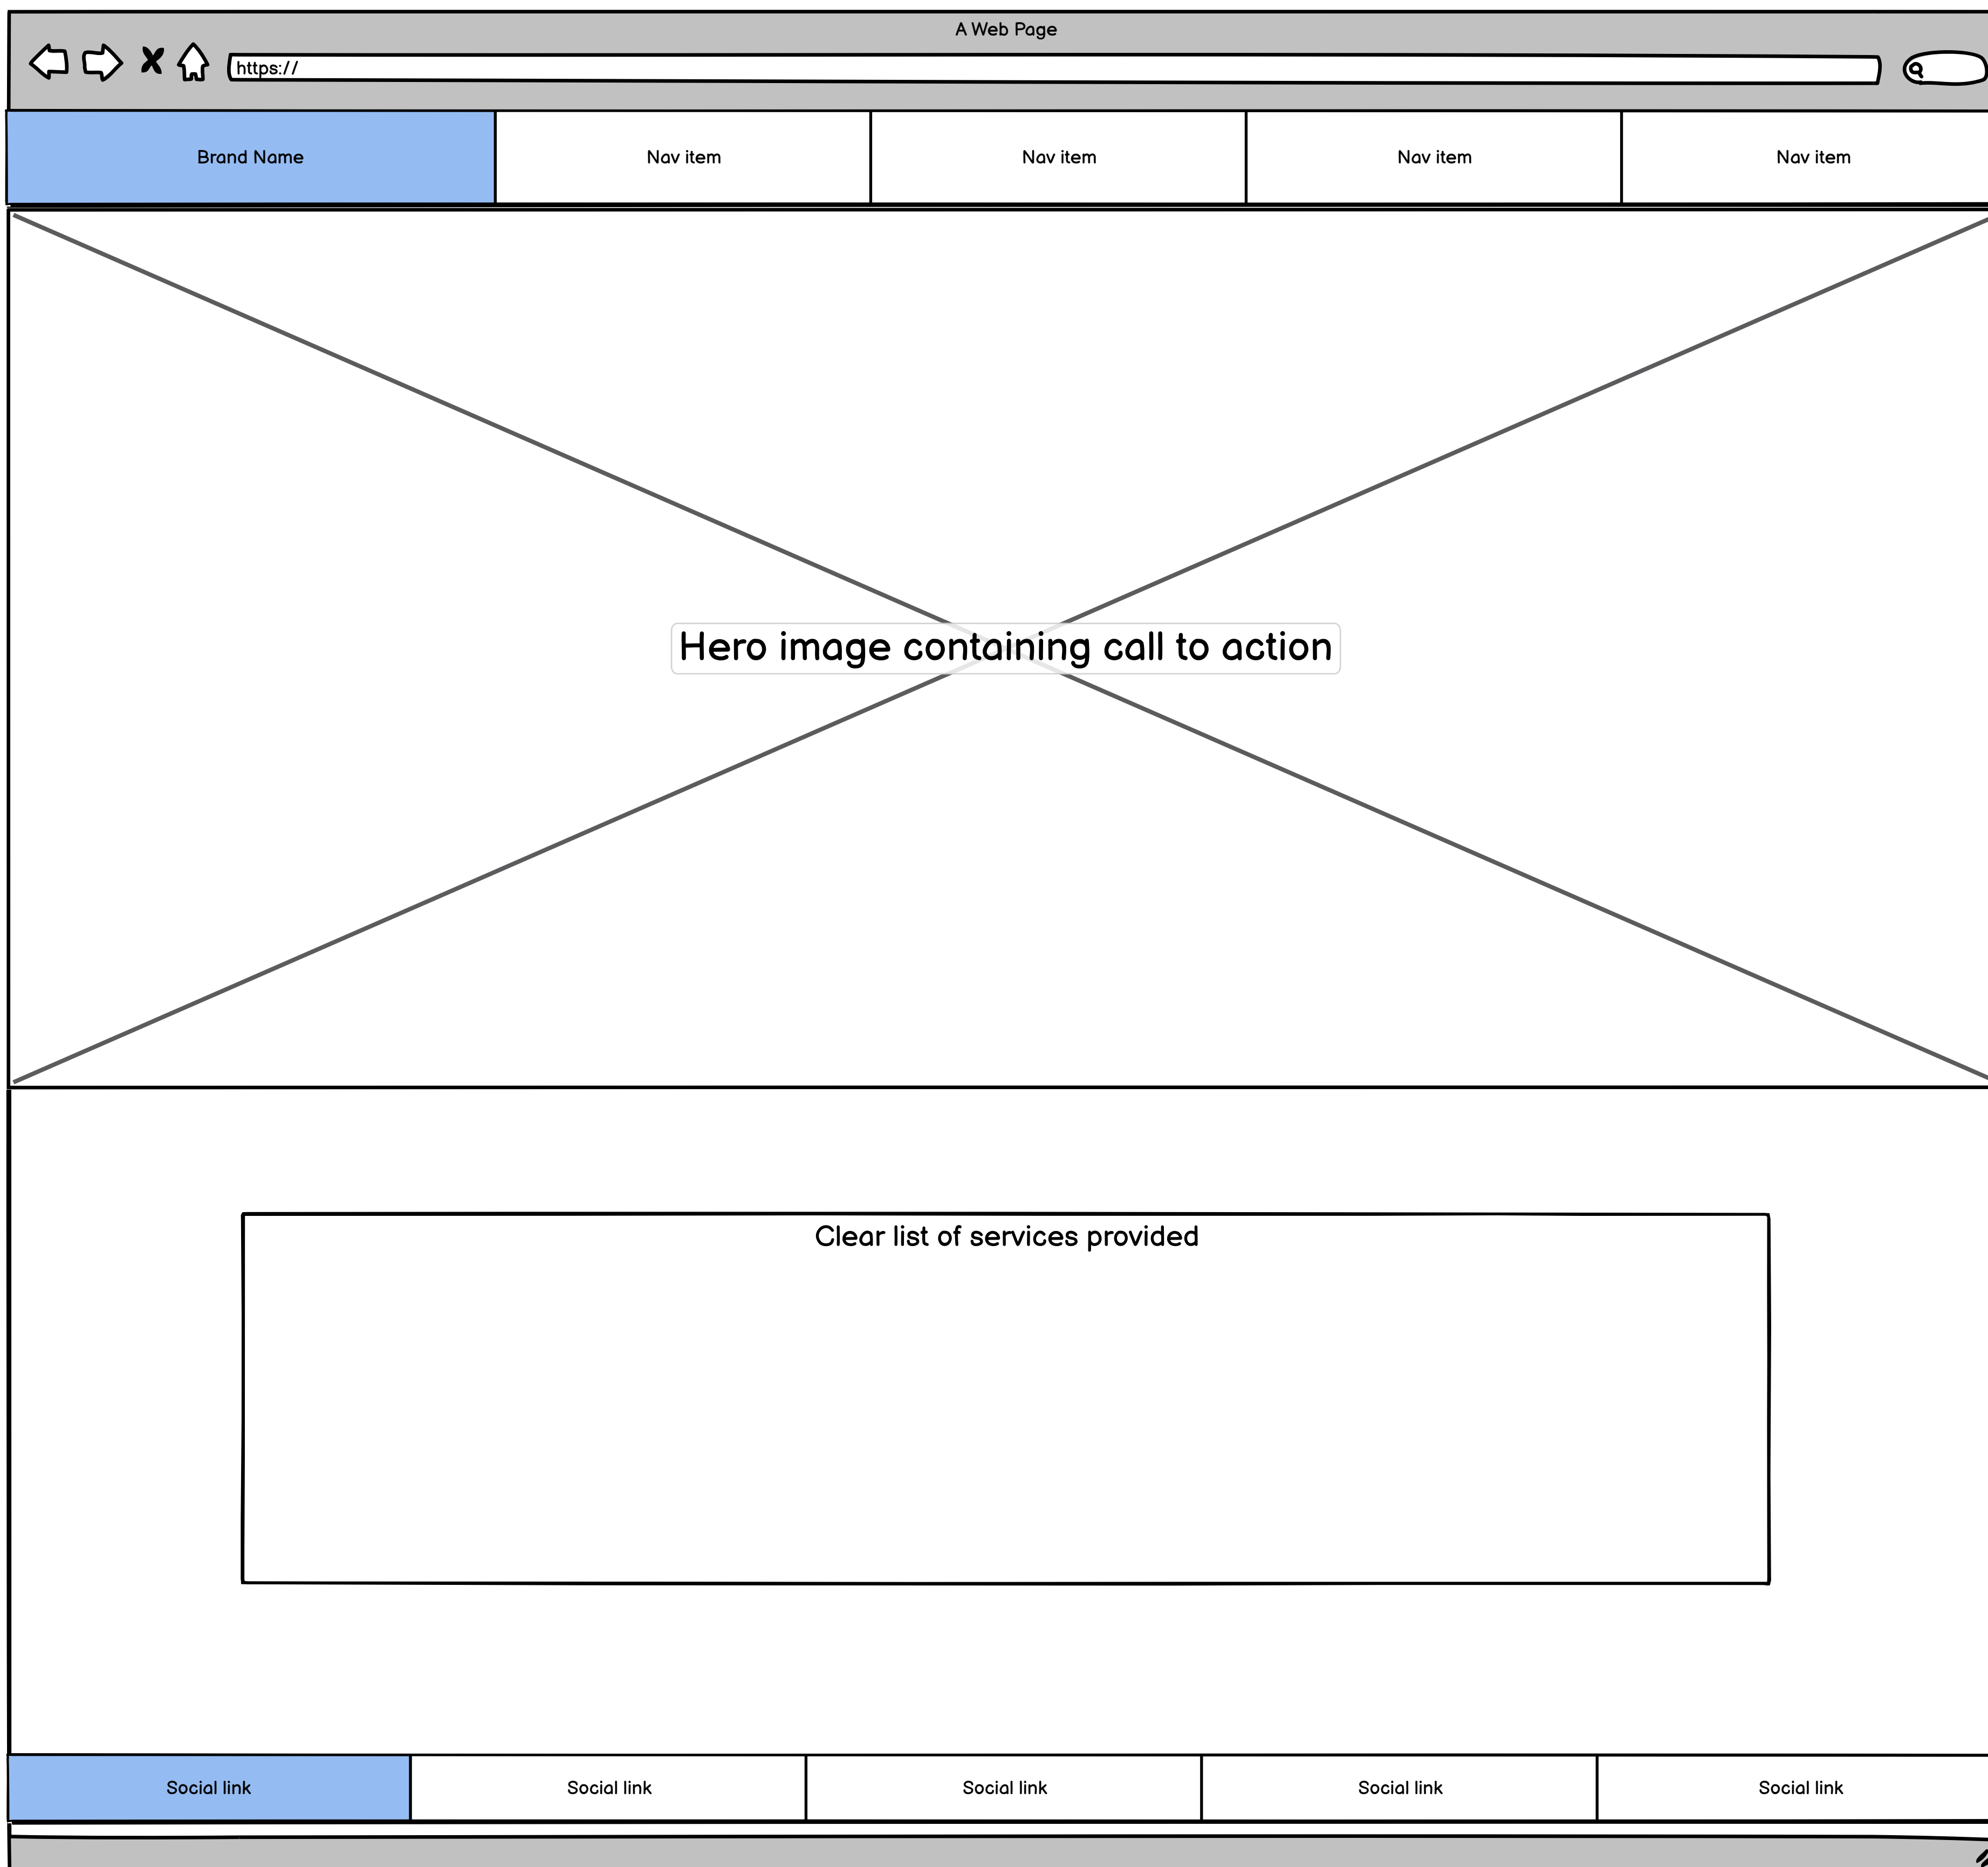 A Web Page
https://
Brand Name
Nav item
Nav item
Nav item
Nav item
Hero image containing call to action
Clear list of services provided
Social link
Social link
Social link
Social link
Social link